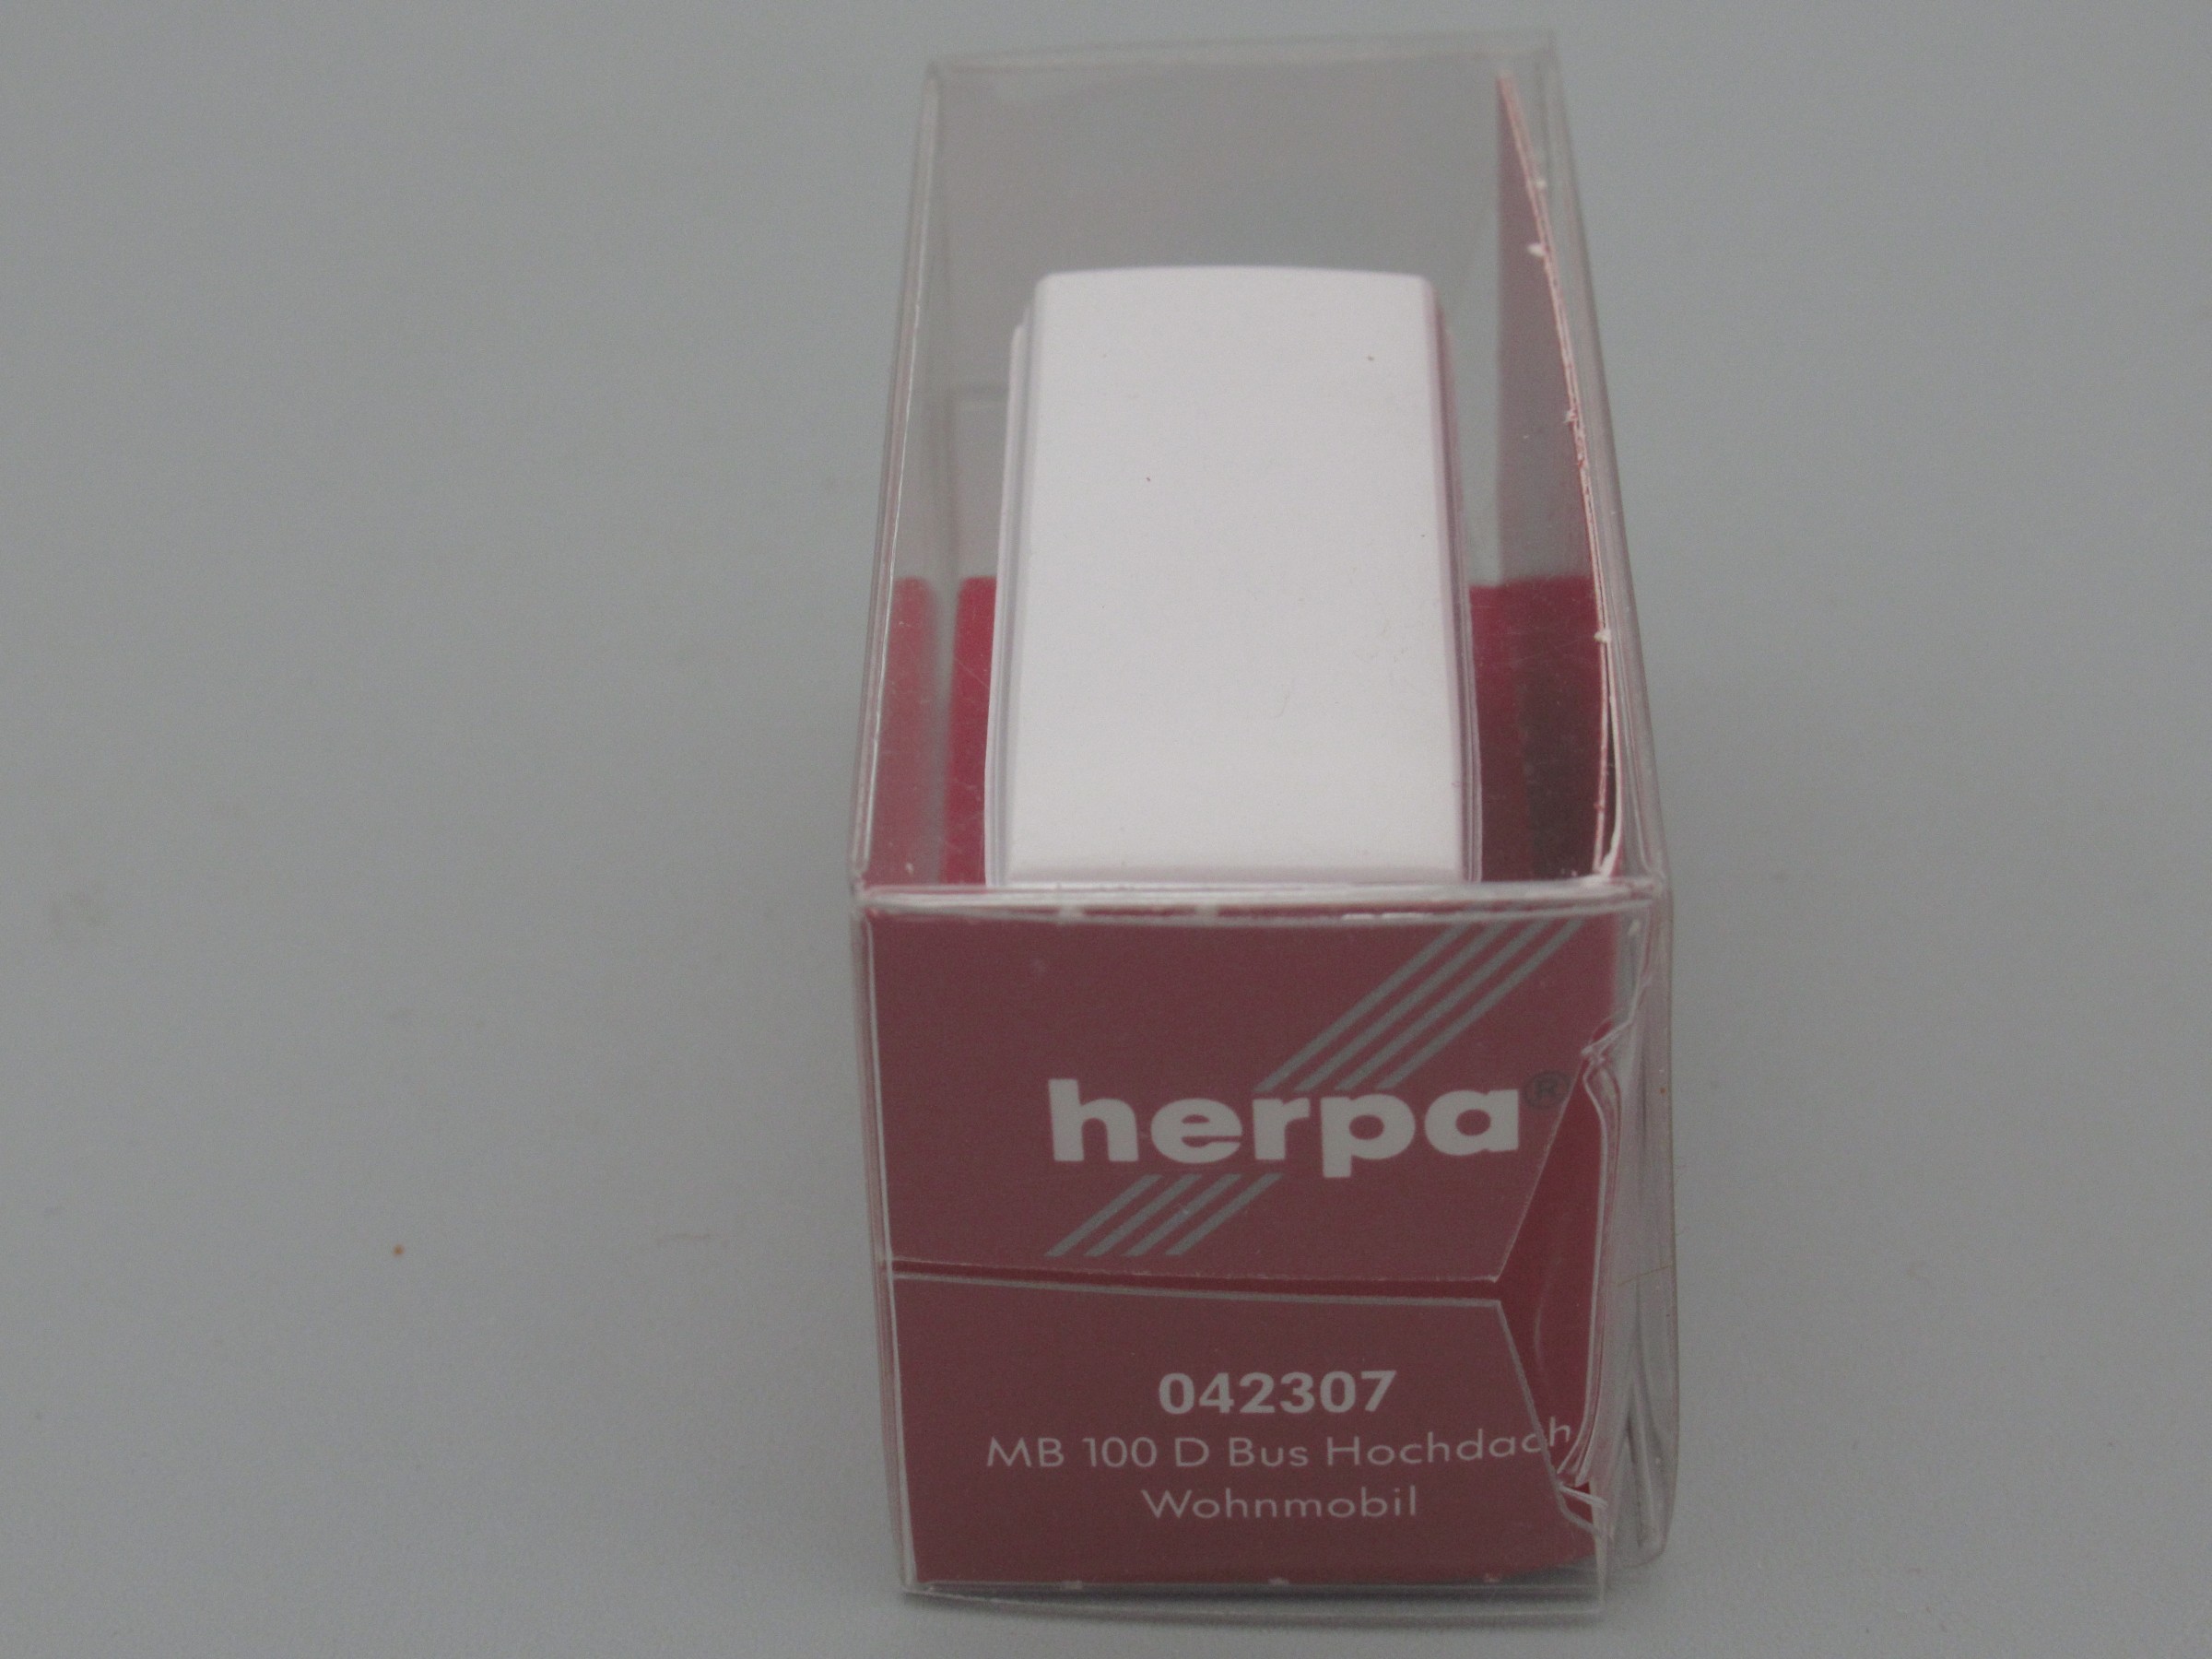 herpa®
042307
MB 100 D Bus Hochdach
Wohnmobil